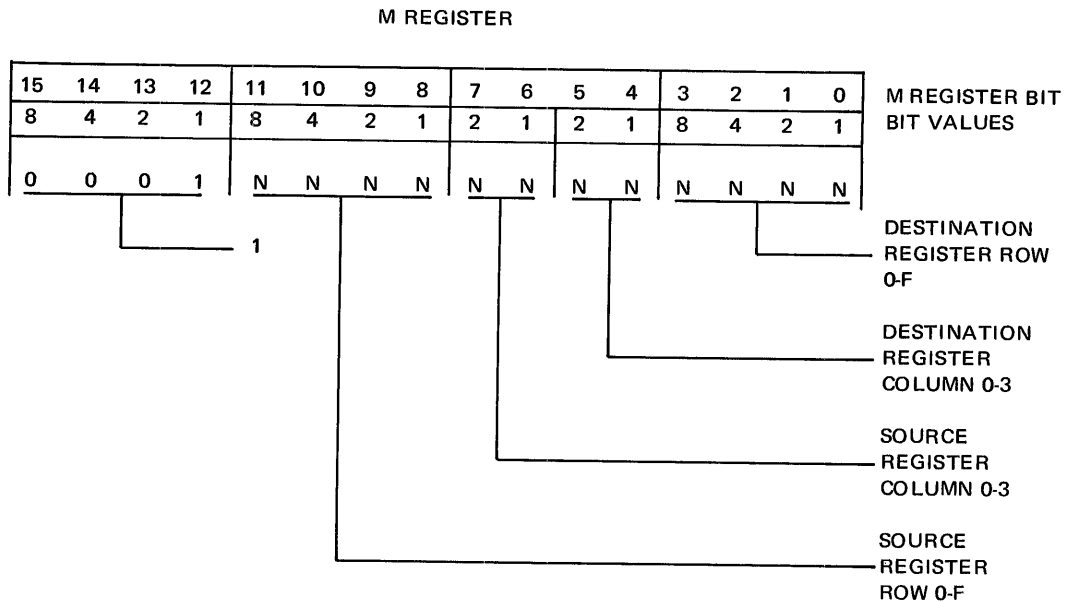 M REGISTER
15 14 13 12 11 10 9 8 7 6 5 4 3 2 1 0 M REGISTER BIT
8 4 2 1 8 4 2 1 2 1 2 1 8 4 2 1 BIT VALUES
0 0 0 1 N N N N N N N N N N N N
1
DESTINATION
REGISTER ROW
0-F
DESTINATION
REGISTER
COLUMN 0-3
SOURCE
REGISTER
COLUMN 0-3
SOURCE
REGISTER
ROW 0-F